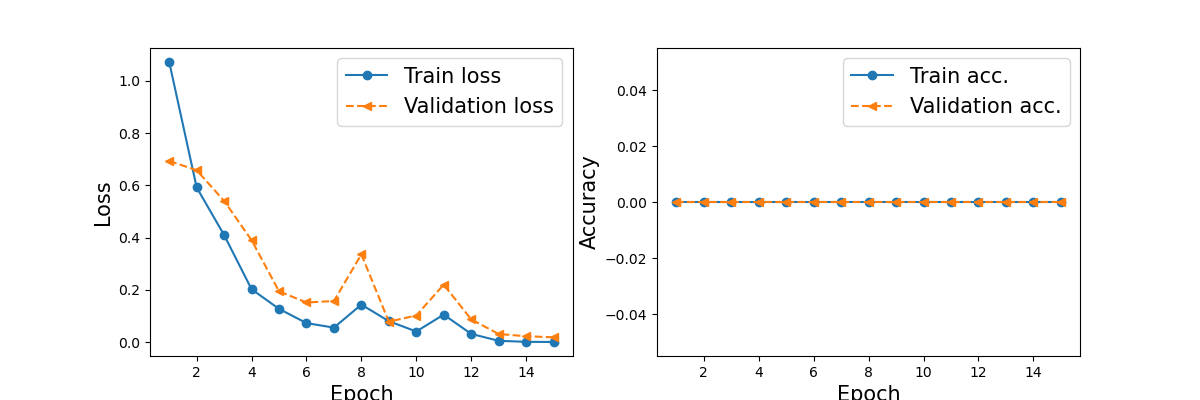 Train loss
Validation loss
1.0
0.8
0.6
0.4
0.2
0.0
Loss
2 4 6 8 10 12 14
Epoch
Train acc.
Validation acc.
0.04
0.02
0.00
−0.02
−0.04
Accuracy
2 4 6 8 10 12 14
Epoch